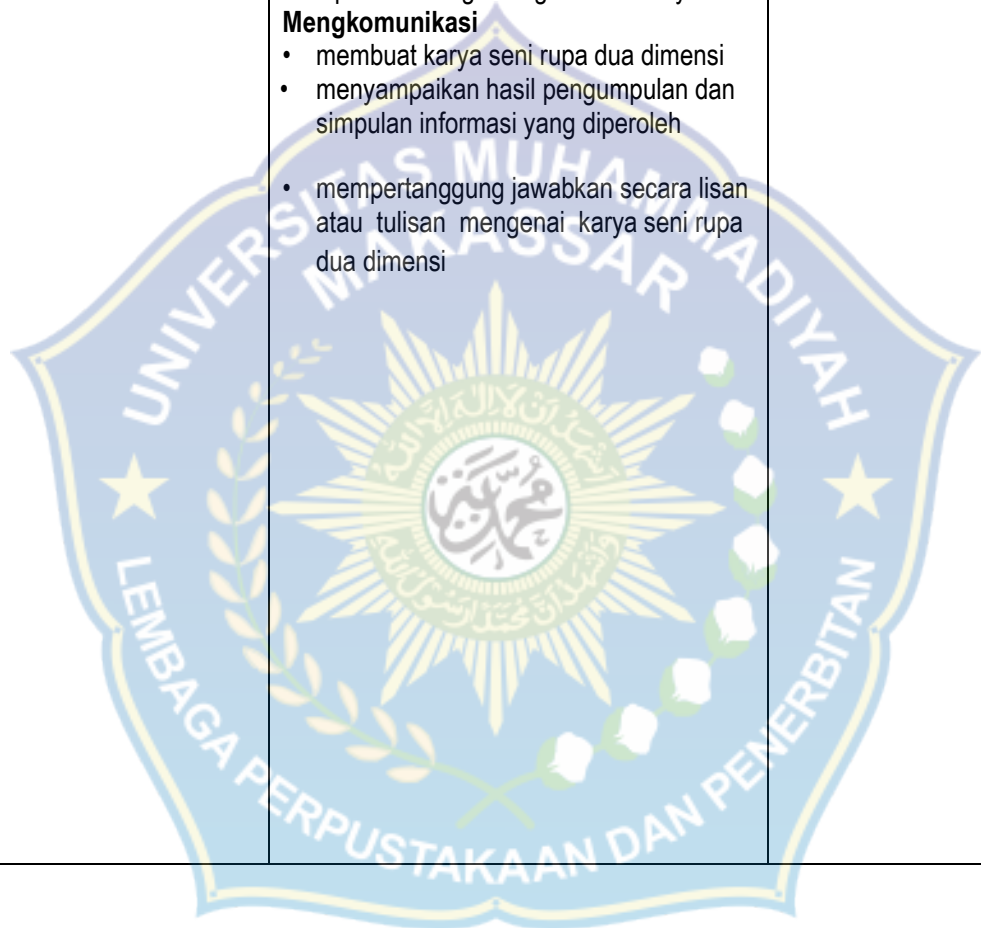 Mengkomunikasi
• membuat karya seni rupa dua dimensi
• menyampaikan hasil pengumpulan dan
simpulan informasi yang diperoleh
• mempertanggung jawabkan secara lisan
atau tulisan mengenai karya seni rupa
dua dimensi
UNIVERSITAS MUHAMMADIYAH
MAKASSAR
LEMBAGA PERPUSTAKAAN DAN PENERBITAN